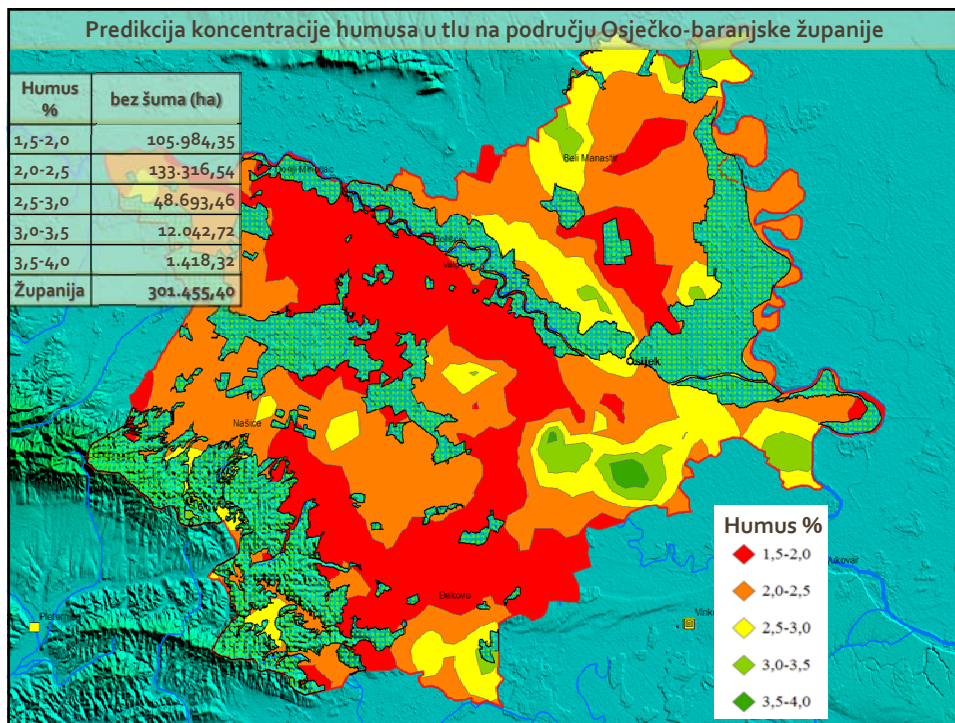 Predikcija koncentracije humusa u tlu na području Osječko-baranjske županije
Humus % bez šuma (ha)
1,5-2,0 105.984,35
2,0-2,5 133.316,54
2,5-3,0 48.693,46
3,0-3,5 12.042,72
3,5-4,0 1.418,32
Županija 301.455,40
Beli Manastir
Osijek
Našice
Đakovo
Humus %
1,5-2,0
2,0-2,5
2,5-3,0
3,0-3,5
3,5-4,0